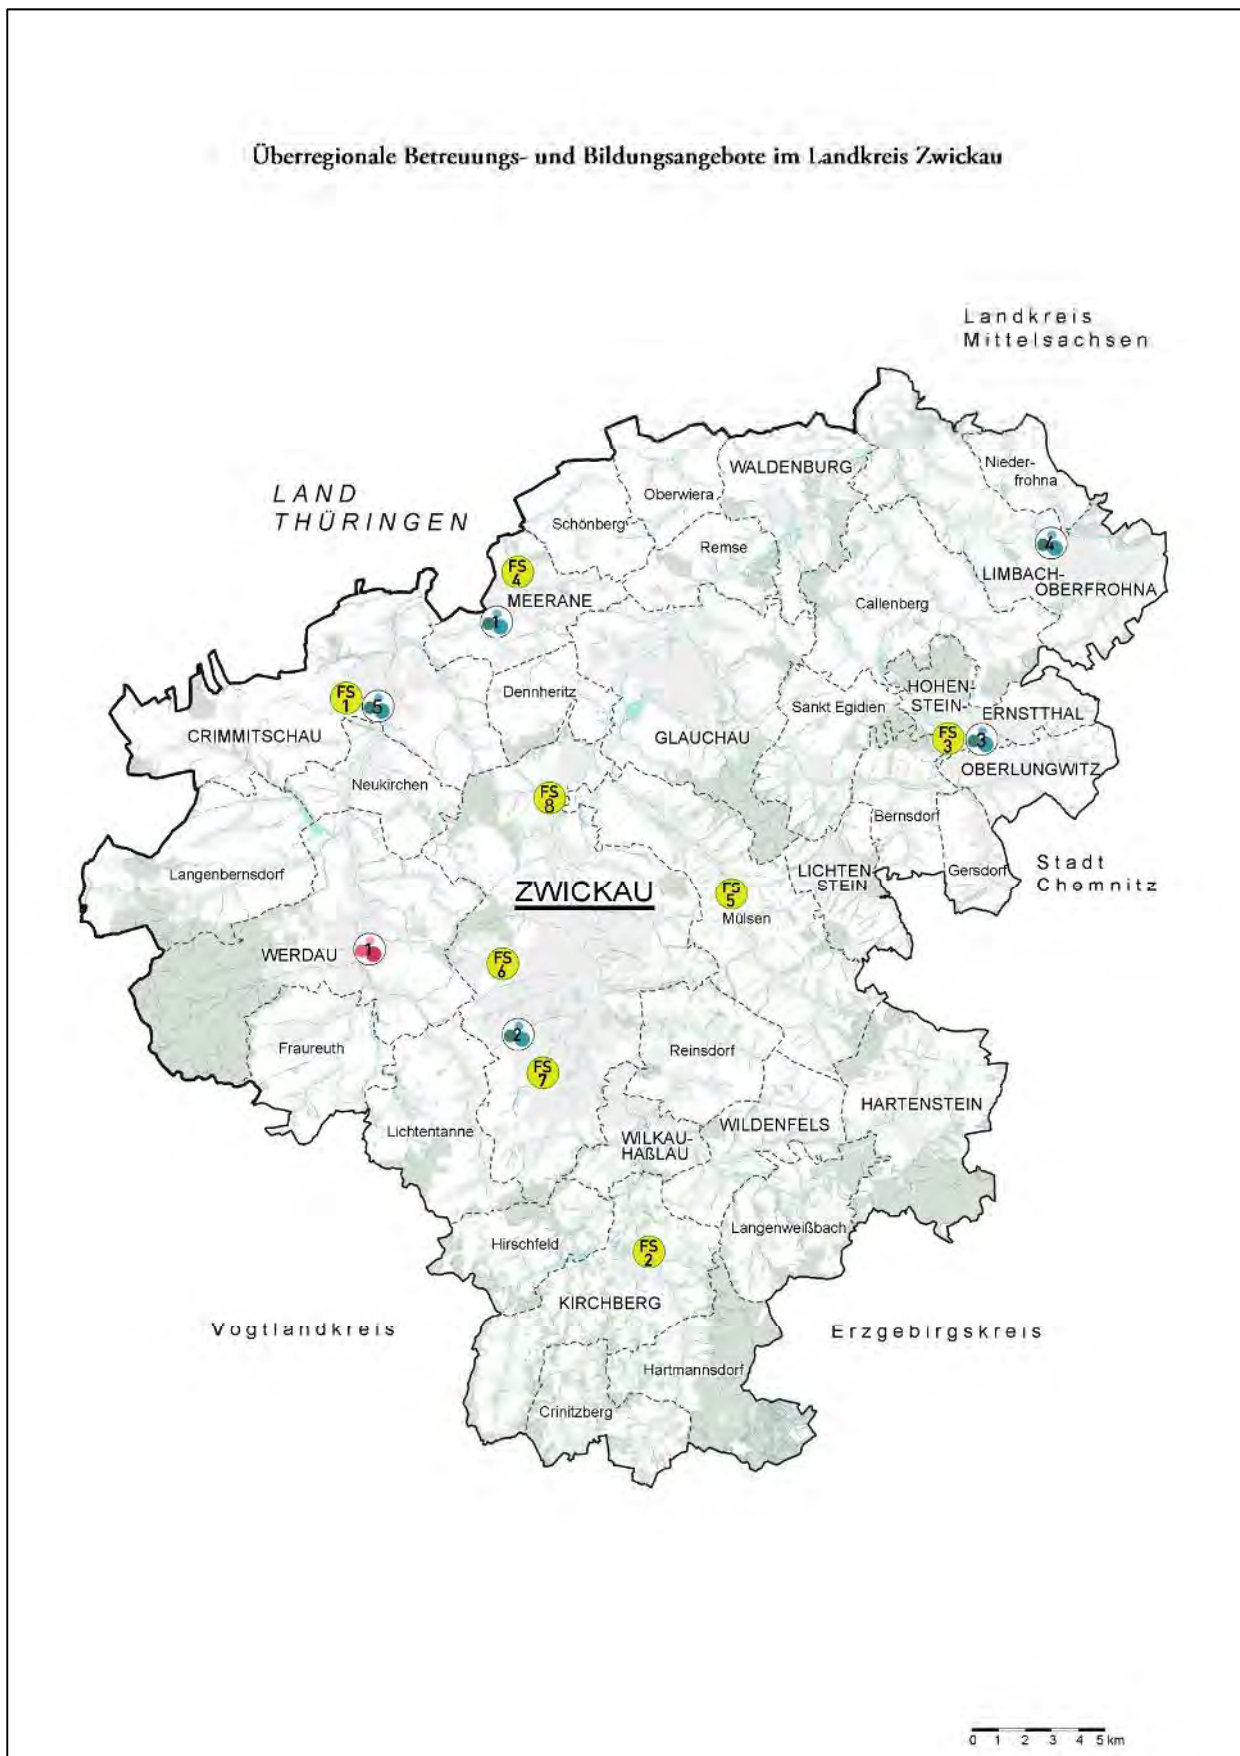 Überregionale Betreuungs- und Bildungsangebote im Landkreis Zwickau
Landkreis
Mittelsachsen
LAND
THÜRINGEN
WALDENBURG
Nieder-
frohna
Oberwiera
Schönberg
Remse
4
FS
4
LIMBACH-
OBERFROHNA
MEERANE
Callenberg
1
HOHEN-
STEIN-
ERNSTTHAL
Dennheritz
FS
1
5
Sankt Egidien
CRIMMITSCHAU
GLAUCHAU
FS
3
3
OBERLUNGWITZ
Neukirchen
FS
8
Bernsdorf
Langenbernsdorf
ZWICKAU
LICHTEN-
STEIN
Gersdorf
Stadt
Chemnitz
FS
5
Mülsen
WERDAU
1
FS
6
2
Fraureuth
Reinsdorf
FS
7
HARTENSTEIN
Lichtentanne
WILDENFELS
WILKAU-
HAßLAU
Langenweißbach
Hirschfeld
FS
2
KIRCHBERG
Vogtlandkreis
Erzgebirgskreis
Hartmannsdorf
Crinitzberg
0 1 2 3 4 5 km